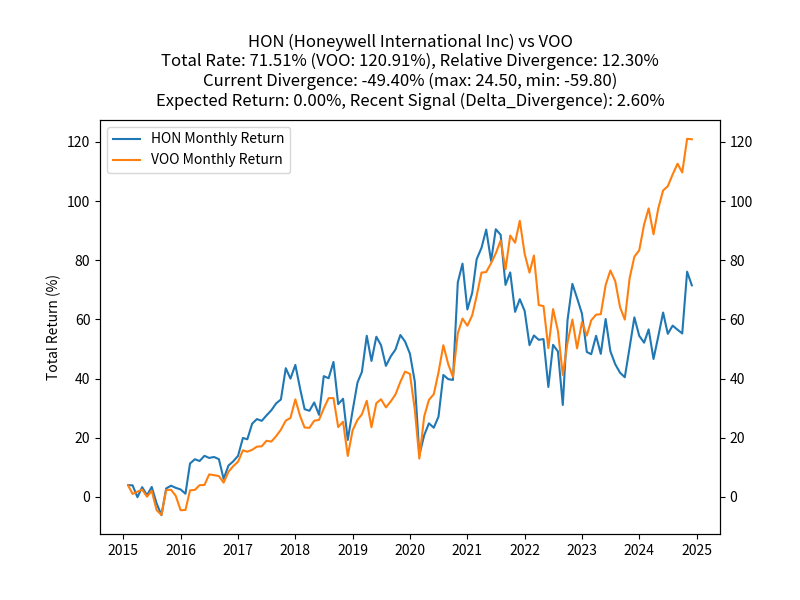 HON (Honeywell International Inc) vs VOO
Total Rate: 71.51% (VOO: 120.91%), Relative Divergence: 12.30%
Current Divergence: -49.40% (max: 24.50, min: -59.80)
Expected Return: 0.00%, Recent Signal (Delta_Divergence): 2.60%
HON Monthly Return
VOO Monthly Return
Total Return (%)
120
100
80
60
40
20
0
120
100
80
60
40
20
0
2015 2016 2017 2018 2019 2020 2021 2022 2023 2024 2025